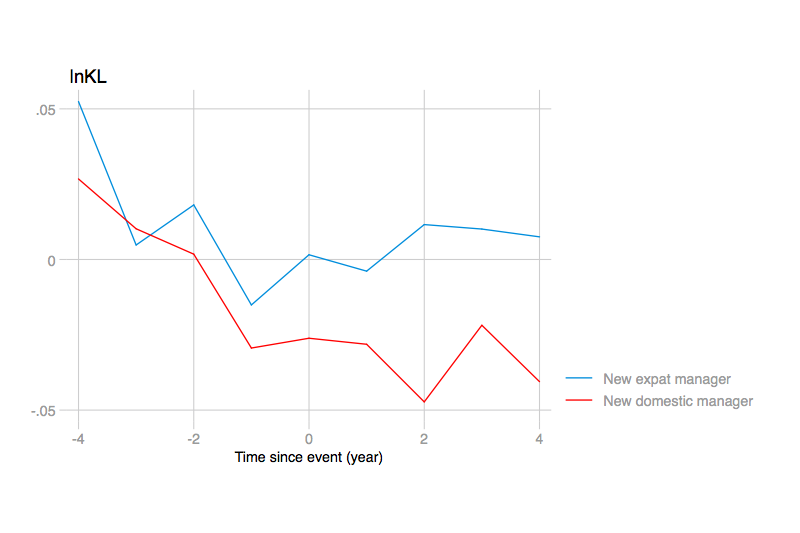 lnKL
.05
0
-.05
-4 -2 0 2 4
Time since event (year)
New expat manager
New domestic manager